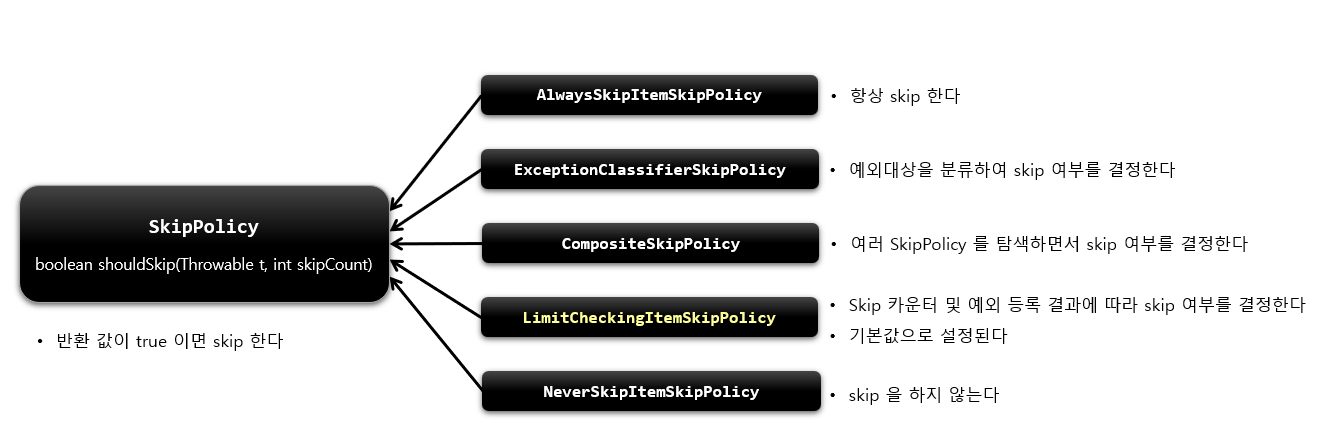 SkipPolicy
boolean shouldSkip(Throwable t, int skipCount)
• 반환 값이 true 이면 skip 한다
AlwaysSkipItemSkipPolicy
• 항상 skip 한다
ExceptionClassifierSkipPolicy
• 예외대상을 분류하여 skip 여부를 결정한다
CompositeSkipPolicy
• 여러 SkipPolicy 를 탐색하면서 skip 여부를 결정한다
LimitCheckingItemSkipPolicy
• Skip 카운터 및 예외 등록 결과에 따라 skip 여부를 결정한다
• 기본값으로 설정된다
NeverSkipItemSkipPolicy
• skip 을 하지 않는다